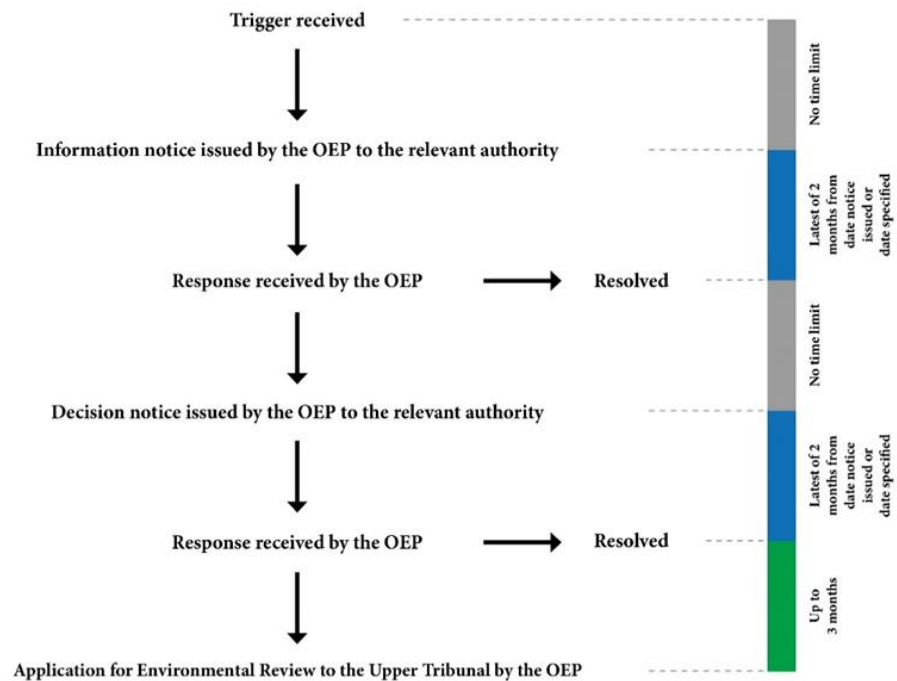 Trigger received
No time limit
Information notice issued by the OEP to the relevant authority
Latest of 2
months from
date notice
issued or
date specified
Response received by the OEP
Resolved
No time limit
Decision notice issued by the OEP to the relevant authority
Latest of 2
months from
date notice
issued or
date specified
Response received by the OEP
Resolved
Up to
3 months
Application for Environmental Review to the Upper Tribunal by the OEP